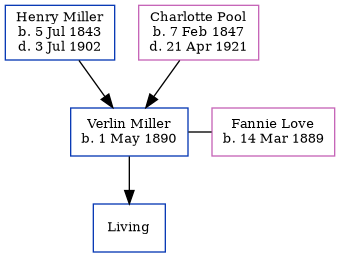 Henry Miller
b. 5 Jul 1843
d. 3 Jul 1902
Charlotte Pool
b. 7 Feb 1847
d. 21 Apr 1921
Verlin Miller
b. 1 May 1890
Fannie Love
b. 14 Mar 1889
Living